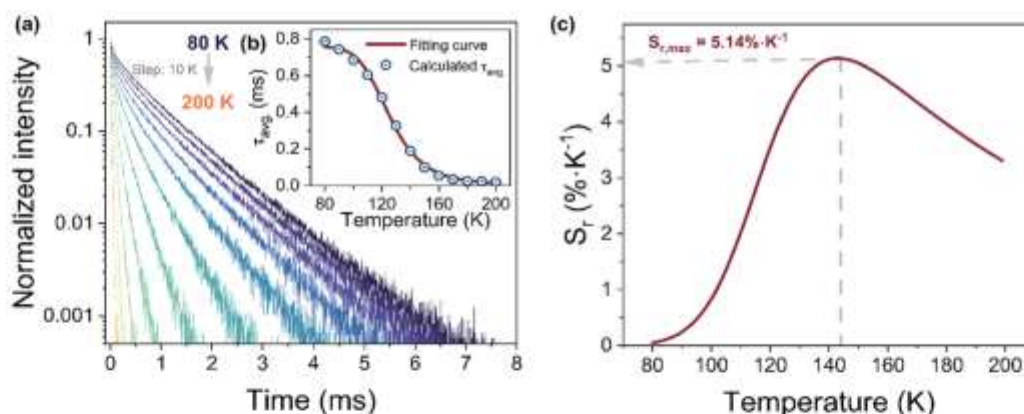 (a)
80 K
Step: 10 K
200 K
Normalized intensity
1
0.1
0.01
0.001
0 1 2 3 4 5 6 7 8
Time (ms)
(b)
Fitting curve
Calculated τavg.
τavg. (ms)
0.8
0.6
0.4
0.2
0.0
80 120 160 200
Temperature (K)
(c)
Sr,max = 5.14%·K-1
Sr (%·K-1)
5
4
3
2
1
0
80 100 120 140 160 180 200
Temperature (K)